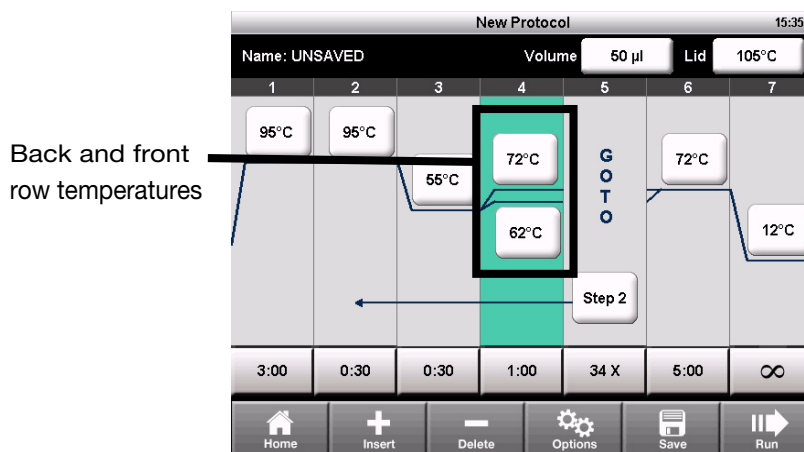 New Protocol 15:35
Name: UNSAVED Volume 50 µl Lid 105°C
1 2 3 4 5 6 7
95°C 95°C 55°C 72°C GOTO 72°C 12°C
62°C
Back and front
row temperatures
Step 2
3:00 0:30 0:30 1:00 34 X 5:00 ∞
Home Insert Delete Options Save Run